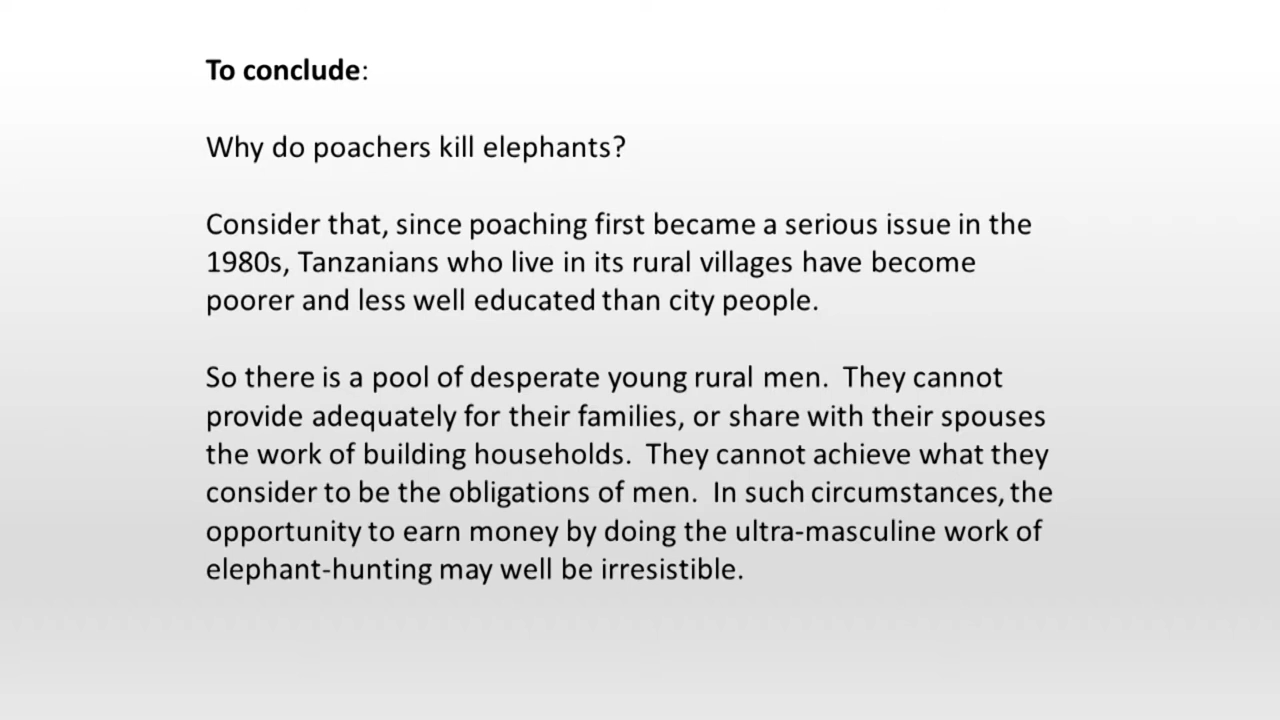 To conclude:
Why do poachers kill elephants?
Consider that, since poaching first became a serious issue in the
1980s, Tanzanians who live in its rural villages have become
poorer and less well educated than city people.
So there is a pool of desperate young rural men.  They cannot
provide adequately for their families, or share with their spouses
the work of building households.  They cannot achieve what they
consider to be the obligations of men.  In such circumstances, the
opportunity to earn money by doing the ultra-masculine work of
elephant-hunting may well be irresistible.